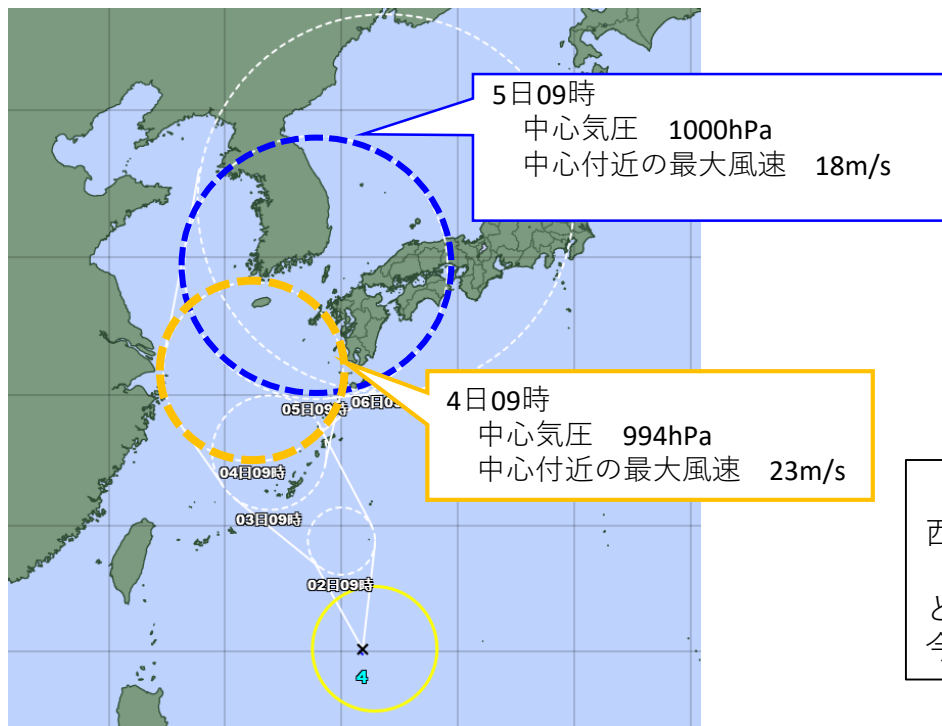 5日09時
中心気圧 1000hPa
中心付近の最大風速 18m/s
4日09時
中心気圧 994hPa
中心付近の最大風速 23m/s
05日09時
06日0
04日09時
03日09時
02日09時
4
西
と
今